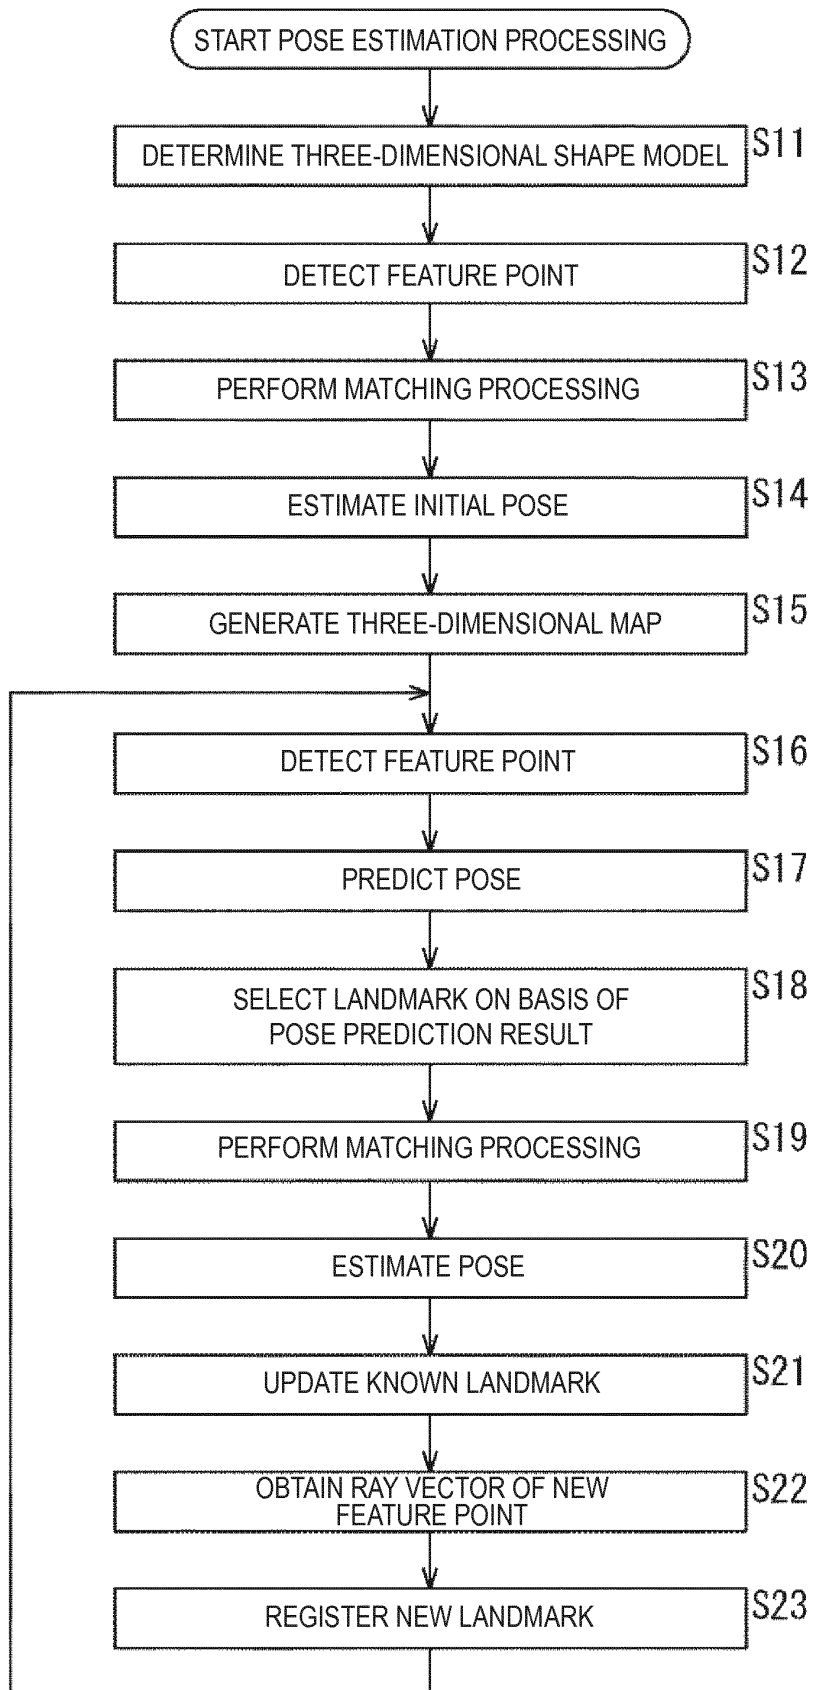 START POSE ESTIMATION PROCESSING
S11
DETERMINE THREE-DIMENSIONAL SHAPE MODEL
S12
DETECT FEATURE POINT
S13
PERFORM MATCHING PROCESSING
S14
ESTIMATE INITIAL POSE
S15
GENERATE THREE-DIMENSIONAL MAP
S16
DETECT FEATURE POINT
S17
PREDICT POSE
S18
SELECT LANDMARK ON BASIS OF
POSE PREDICTION RESULT
S19
PERFORM MATCHING PROCESSING
S20
ESTIMATE POSE
S21
UPDATE KNOWN LANDMARK
S22
OBTAIN RAY VECTOR OF NEW
FEATURE POINT
S23
REGISTER NEW LANDMARK